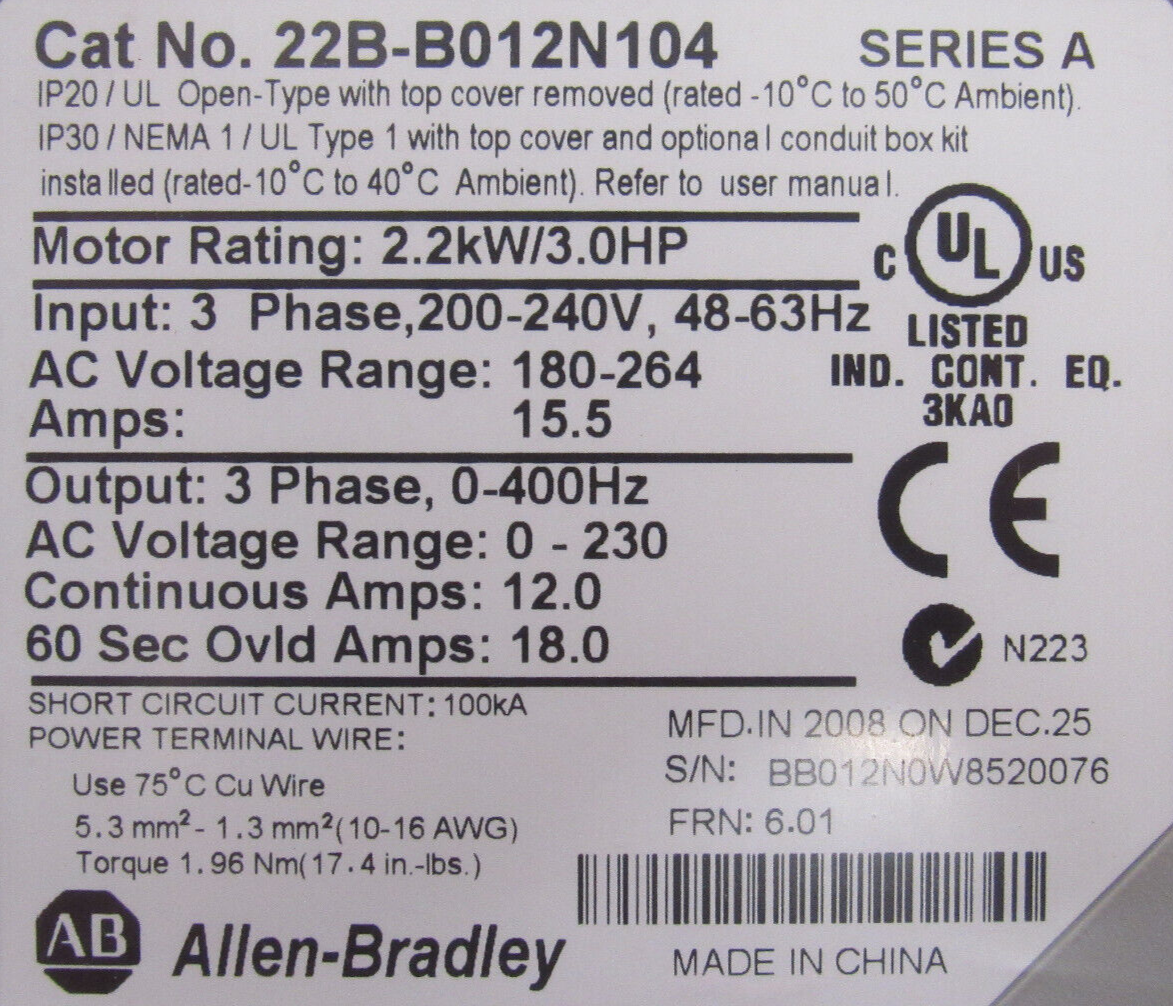 Cat No. 22B-B012N104 SERIES A
IP20 / UL Open-Type with top cover removed (rated -10°C to 50°C Ambient).
IP30 / NEMA 1 / UL Type 1 with top cover and optional conduit box kit
installed (rated-10°C to 40°C Ambient). Refer to user manual.
Motor Rating: 2.2kW/3.0HP
C UL US
LISTED
IND. CONT. EQ.
3KA0
Input: 3 Phase,200-240V, 48-63Hz
AC Voltage Range: 180-264
Amps: 15.5
Output: 3 Phase, 0-400Hz
AC Voltage Range: 0 - 230
Continuous Amps: 12.0
60 Sec Ovld Amps: 18.0
CE
N223
SHORT CIRCUIT CURRENT: 100kA
POWER TERMINAL WIRE:
Use 75°C Cu Wire
5.3 mm²- 1.3 mm²(10-16 AWG)
Torque 1.96 Nm(17.4 in.-lbs.)
MFD.IN 2008 ON DEC.25
S/N: BB012N0W8520076
FRN: 6.01
AB Allen-Bradley
MADE IN CHINA